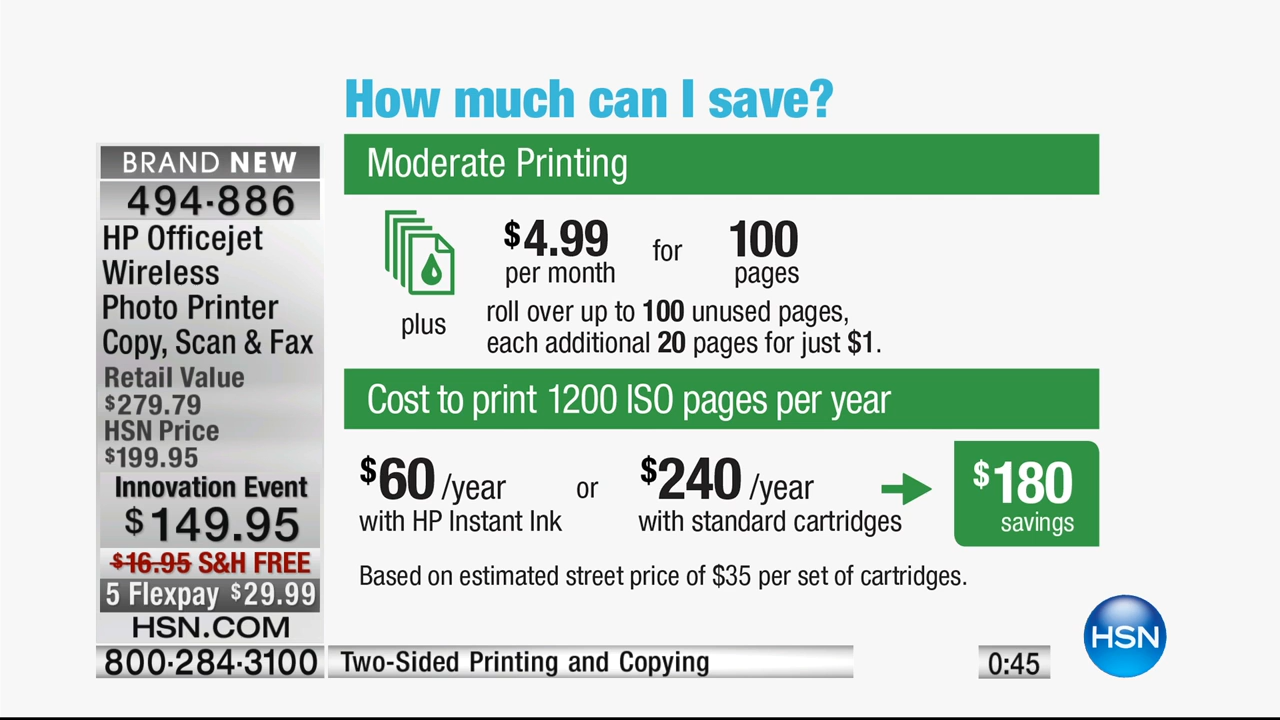 How much can I save?
Moderate Printing
$4.99 per month for 100 pages
plus
roll over up to 100 unused pages,
each additional 20 pages for just $1.
Cost to print 1200 ISO pages per year
$60 /year
with HP Instant Ink
or
$240 /year
with standard cartridges
$180
savings
Based on estimated street price of $35 per set of cartridges.
BRAND NEW
494·886
HP Officejet
Wireless
Photo Printer
Copy, Scan & Fax
Retail Value
$279.79
HSN Price
$199.95
Innovation Event
$149.95
$16.95 S&H FREE
5 Flexpay $29.99
HSN.COM
800·284·3100
Two-Sided Printing and Copying
0:45
HSN